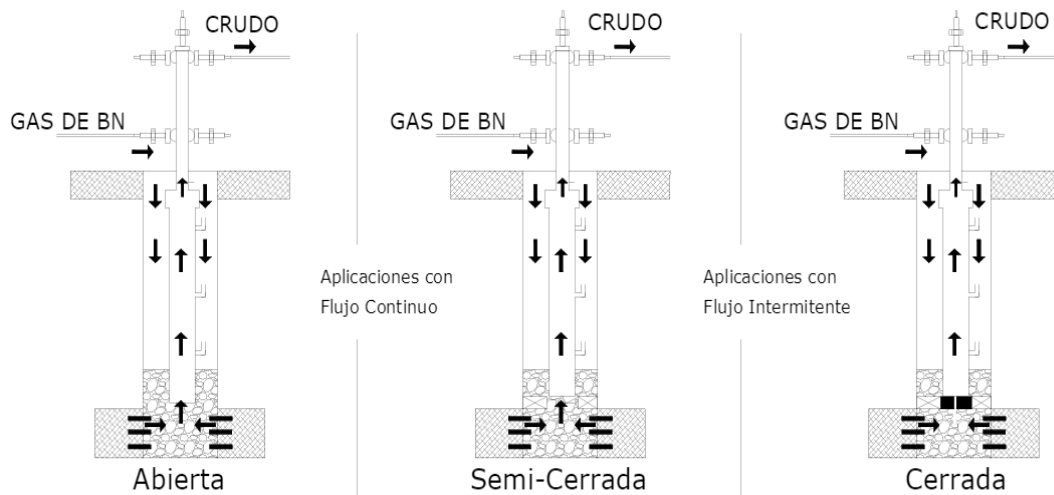 CRUDO
CRUDO
CRUDO
GAS DE BN
GAS DE BN
GAS DE BN
Aplicaciones con
Flujo Continuo
Aplicaciones con
Flujo Intermitente
Abierta
Semi-Cerrada
Cerrada